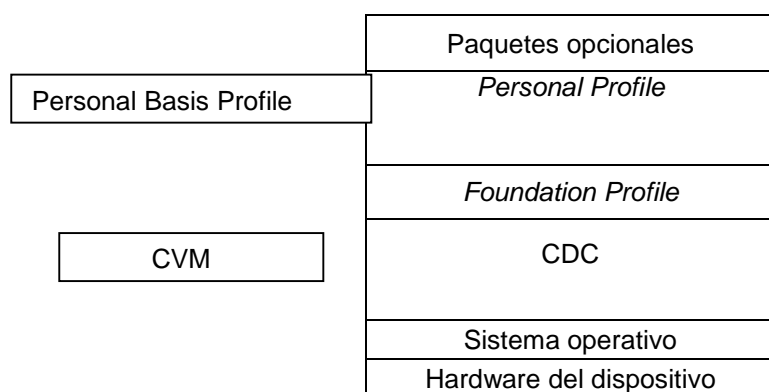 Paquetes opcionales
Personal Basis Profile
Personal Profile
Foundation Profile
CVM
CDC
Sistema operativo
Hardware del dispositivo